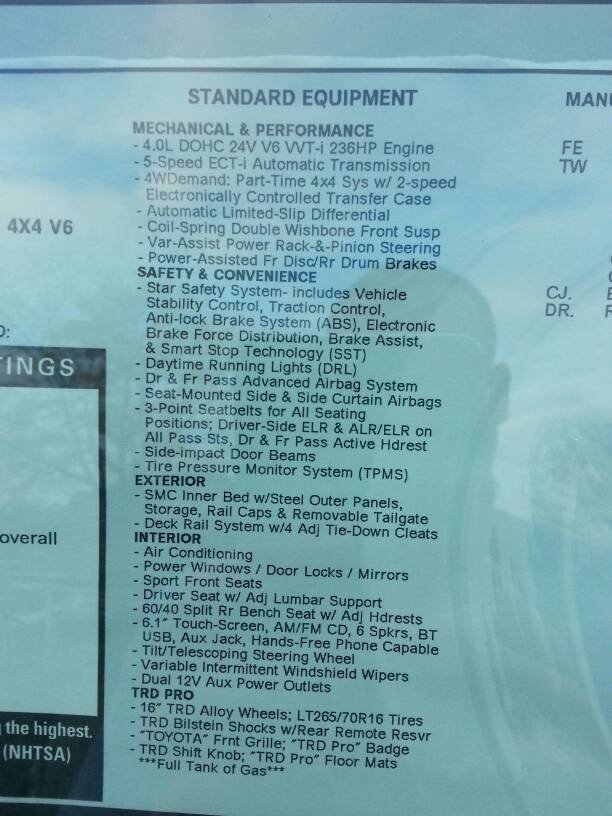 STANDARD EQUIPMENT
MECHANICAL & PERFORMANCE
- 4.0L DOHC 24V V6 VVT-i 236HP Engine
- 5-Speed ECT-i Automatic Transmission
- 4WDemand: Part-Time 4x4 Sys w/ 2-speed
Electronically Controlled Transfer Case
- Automatic Limited-Slip Differential
- Coil-Spring Double Wishbone Front Susp
- Var-Assist Power Rack-&-Pinion Steering
- Power-Assisted Fr Disc/Rr Drum Brakes
SAFETY & CONVENIENCE
- Star Safety System- includes Vehicle
Stability Control, Traction Control,
Anti-lock Brake System (ABS), Electronic
Brake Force Distribution, Brake Assist,
& Smart Stop Technology (SST)
- Daytime Running Lights (DRL)
- Dr & Fr Pass Advanced Airbag System
- Seat-Mounted Side & Side Curtain Airbags
- 3-Point Seatbelts for All Seating
Positions; Driver-Side ELR & ALR/ELR on
All Pass Sts, Dr & Fr Pass Active Hdrest
- Side-impact Door Beams
- Tire Pressure Monitor System (TPMS)
EXTERIOR
- SMC Inner Bed w/Steel Outer Panels,
Storage, Rail Caps & Removable Tailgate
- Deck Rail System w/4 Adj Tie-Down Cleats
INTERIOR
- Air Conditioning
- Power Windows / Door Locks / Mirrors
- Sport Front Seats
- Driver Seat w/ Adj Lumbar Support
- 60/40 Split Rr Bench Seat w/ Adj Hdrests
- 6.1" Touch-Screen, AM/FM CD, 6 Spkrs, BT
USB, Aux Jack, Hands-Free Phone Capable
- Tilt/Telescoping Steering Wheel
- Variable Intermittent Windshield Wipers
- Dual 12V Aux Power Outlets
TRD PRO
- 16" TRD Alloy Wheels; LT265/70R16 Tires
- TRD Bilstein Shocks w/Rear Remote Resvr
- "TOYOTA" Frnt Grille; "TRD Pro" Badge
- TRD Shift Knob; "TRD Pro" Floor Mats
***Full Tank of Gas***
4X4 V6
D:
TINGS
overall
the highest.
(NHTSA)
MANU
FE
TW
CJ.
DR.